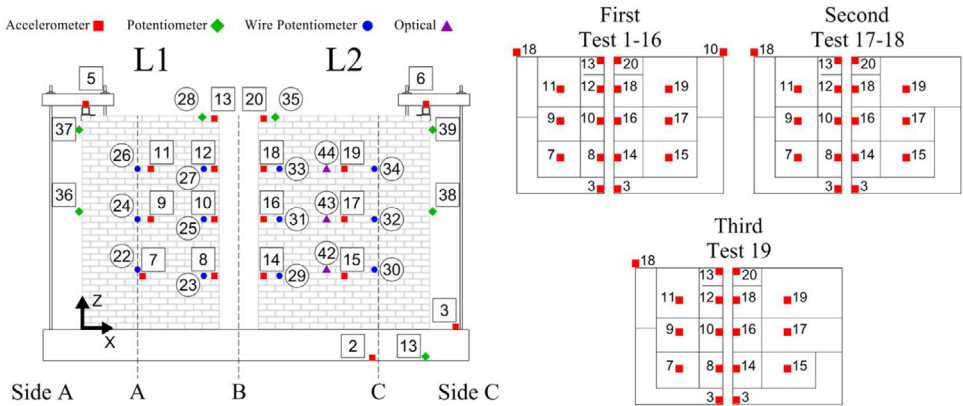 Accelerometer Potentiometer Wire Potentiometer Optical
L1 L2
5 6
28 13 20 35
37 39
26 11 12 18 33 44 19 34
27
36 38
24 9 10 16 31 43 17 32
25
22 7 8 14 29 42 15 30
23
3
Z
X
2 13
Side A A B C Side C
First
Test 1-16
18 10
13 20
11 12 18 19
9 10 16 17
7 8 14 15
3 3
Second
Test 17-18
18
13 20
11 12 18 19
9 10 16 17
7 8 14 15
3 3
Third
Test 19
18
13 20
11 12 18 19
9 10 16 17
7 8 14 15
3 3